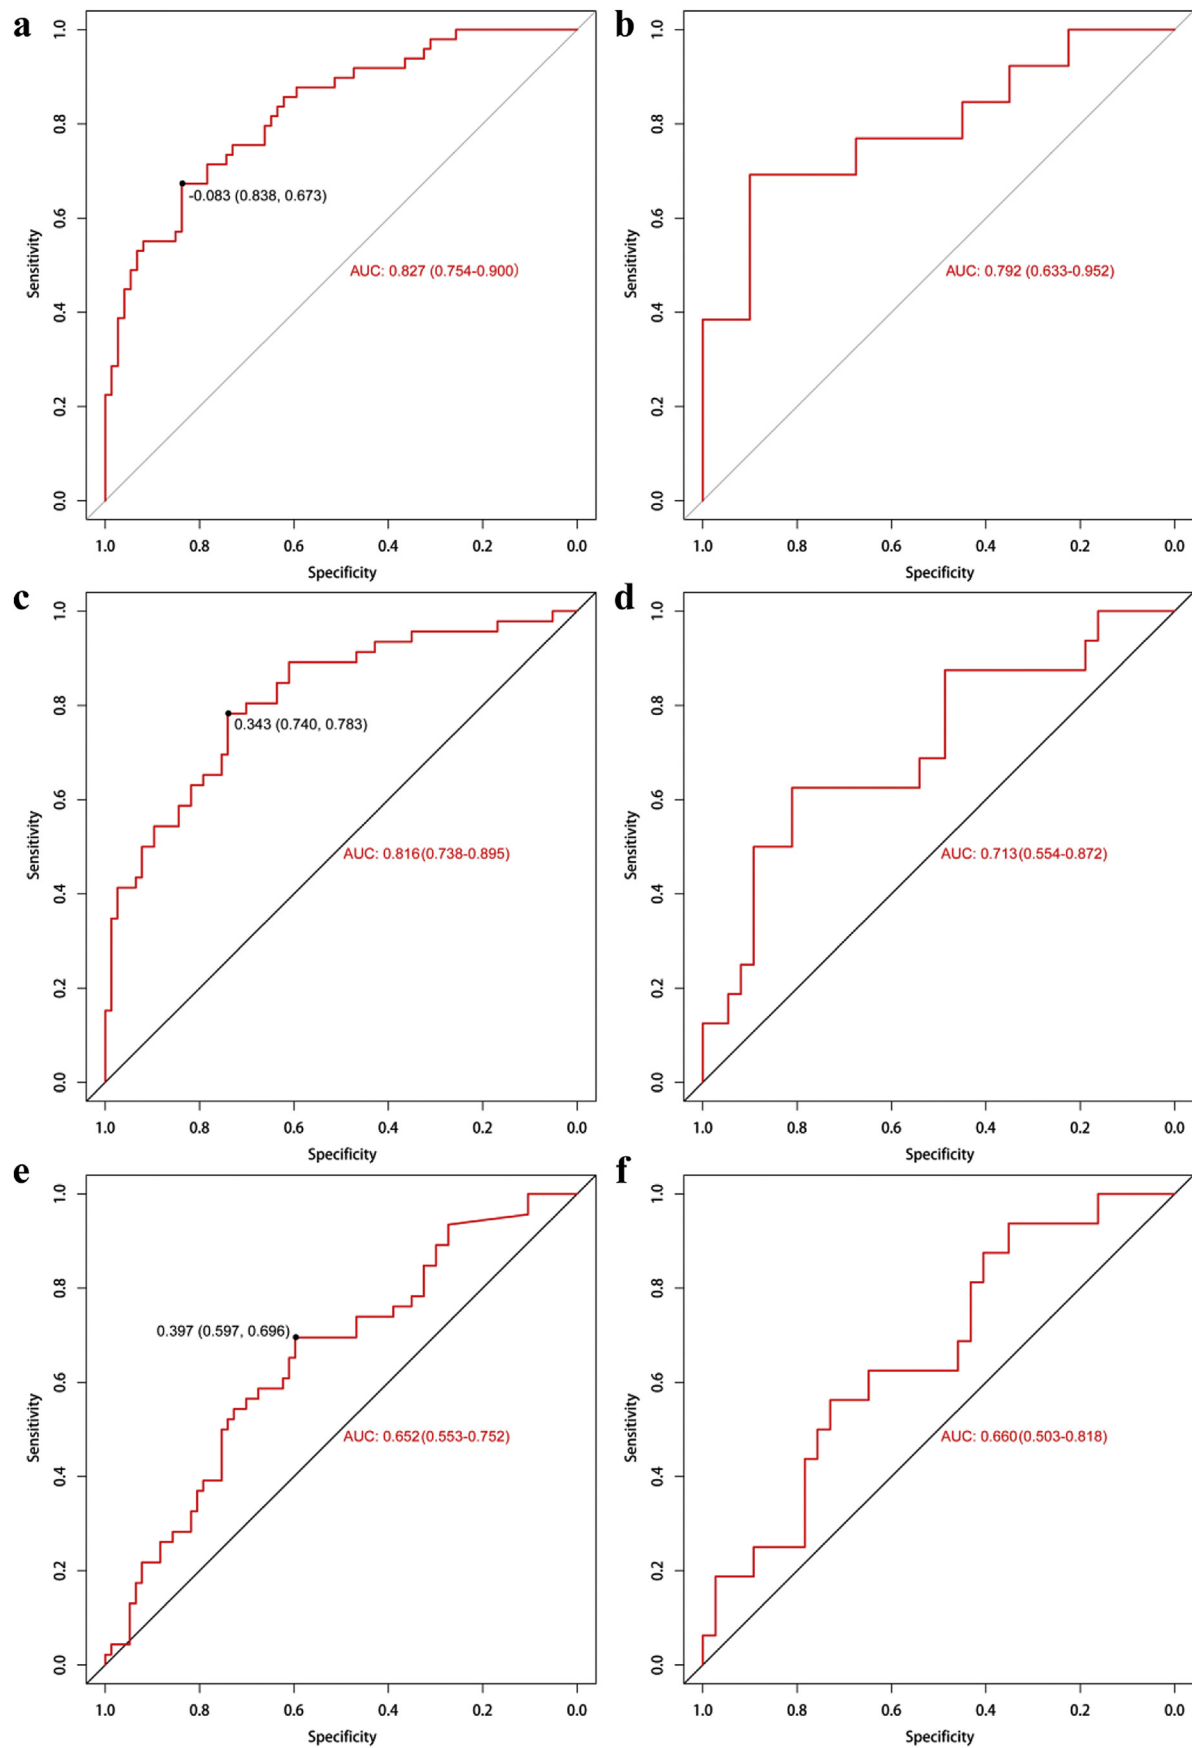 a
1.0
0.8
0.6
0.4
0.2
0.0
Sensitivity
-0.083 (0.838, 0.673)
AUC: 0.827 (0.754-0.900)
1.0 0.8 0.6 0.4 0.2 0.0
Specificity
b
1.0
0.8
0.6
0.4
0.2
0.0
Sensitivity
AUC: 0.792 (0.633-0.952)
1.0 0.8 0.6 0.4 0.2 0.0
Specificity
c
1.0
0.8
0.6
0.4
0.2
0.0
Sensitivity
0.343 (0.740, 0.783)
AUC: 0.816(0.738-0.895)
1.0 0.8 0.6 0.4 0.2 0.0
Specificity
d
1.0
0.8
0.6
0.4
0.2
0.0
Sensitivity
AUC: 0.713(0.554-0.872)
1.0 0.8 0.6 0.4 0.2 0.0
Specificity
e
1.0
0.8
0.6
0.4
0.2
0.0
Sensitivity
0.397 (0.597, 0.696)
AUC: 0.652(0.553-0.752)
1.0 0.8 0.6 0.4 0.2 0.0
Specificity
f
1.0
0.8
0.6
0.4
0.2
0.0
Sensitivity
AUC: 0.660(0.503-0.818)
1.0 0.8 0.6 0.4 0.2 0.0
Specificity